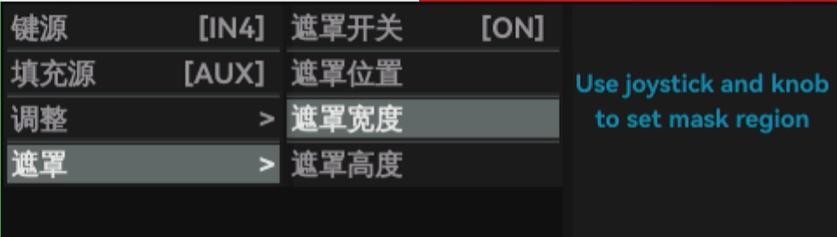 键源 [IN4]
填充源 [AUX]
调整 >
遮罩 >
遮罩开关 [ON]
遮罩位置
遮罩宽度
遮罩高度
Use joystick and knob
to set mask region